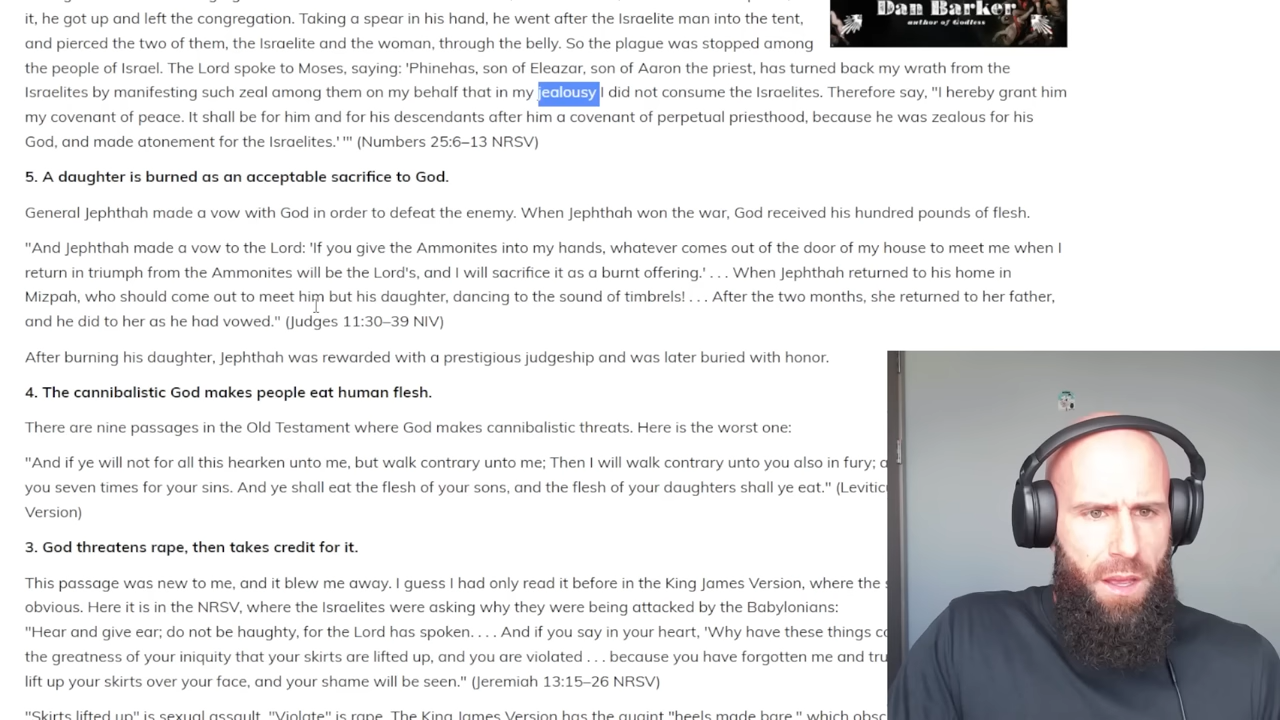 it, he got up and left the congregation. Taking a spear in his hand, he went after the Israelite man into the tent,
and pierced the two of them, the Israelite and the woman, through the belly. So the plague was stopped among
the people of Israel. The Lord spoke to Moses, saying: 'Phinehas, son of Eleazar, son of Aaron the priest, has turned back my wrath from the
Israelites by manifesting such zeal among them on my behalf that in my jealousy I did not consume the Israelites. Therefore say, "I hereby grant him
my covenant of peace. It shall be for him and for his descendants after him a covenant of perpetual priesthood, because he was zealous for his
God, and made atonement for the Israelites.' '" (Numbers 25:6–13 NRSV)
Dan Barker
author of Godless
5. A daughter is burned as an acceptable sacrifice to God.
General Jephthah made a vow with God in order to defeat the enemy. When Jephthah won the war, God received his hundred pounds of flesh.
"And Jephthah made a vow to the Lord: 'If you give the Ammonites into my hands, whatever comes out of the door of my house to meet me when I
return in triumph from the Ammonites will be the Lord's, and I will sacrifice it as a burnt offering.' . . . When Jephthah returned to his home in
Mizpah, who should come out to meet him but his daughter, dancing to the sound of timbrels! . . . After the two months, she returned to her father,
and he did to her as he had vowed." (Judges 11:30–39 NIV)
After burning his daughter, Jephthah was rewarded with a prestigious judgeship and was later buried with honor.
4. The cannibalistic God makes people eat human flesh.
There are nine passages in the Old Testament where God makes cannibalistic threats. Here is the worst one:
"And if ye will not for all this hearken unto me, but walk contrary unto me; Then I will walk contrary unto you also in fury; a
you seven times for your sins. And ye shall eat the flesh of your sons, and the flesh of your daughters shall ye eat." (Levitic
Version)
3. God threatens rape, then takes credit for it.
This passage was new to me, and it blew me away. I guess I had only read it before in the King James Version, where the s
obvious. Here it is in the NRSV, where the Israelites were asking why they were being attacked by the Babylonians:
"Hear and give ear; do not be haughty, for the Lord has spoken. . . . And if you say in your heart, 'Why have these things co
the greatness of your iniquity that your skirts are lifted up, and you are violated . . . because you have forgotten me and tru
lift up your skirts over your face, and your shame will be seen." (Jeremiah 13:15–26 NRSV)
"Skirts lifted up" is sexual assault. "Violate" is rape. The King James Version has the quaint "heels made bare," which obsc